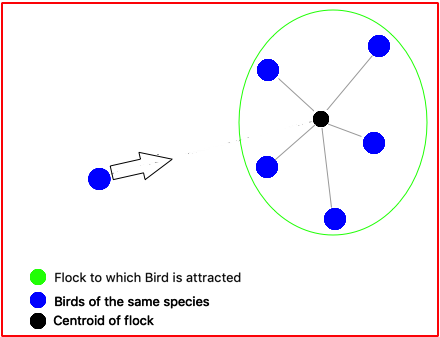 Flock to which Bird is attracted
Birds of the same species
Centroid of flock